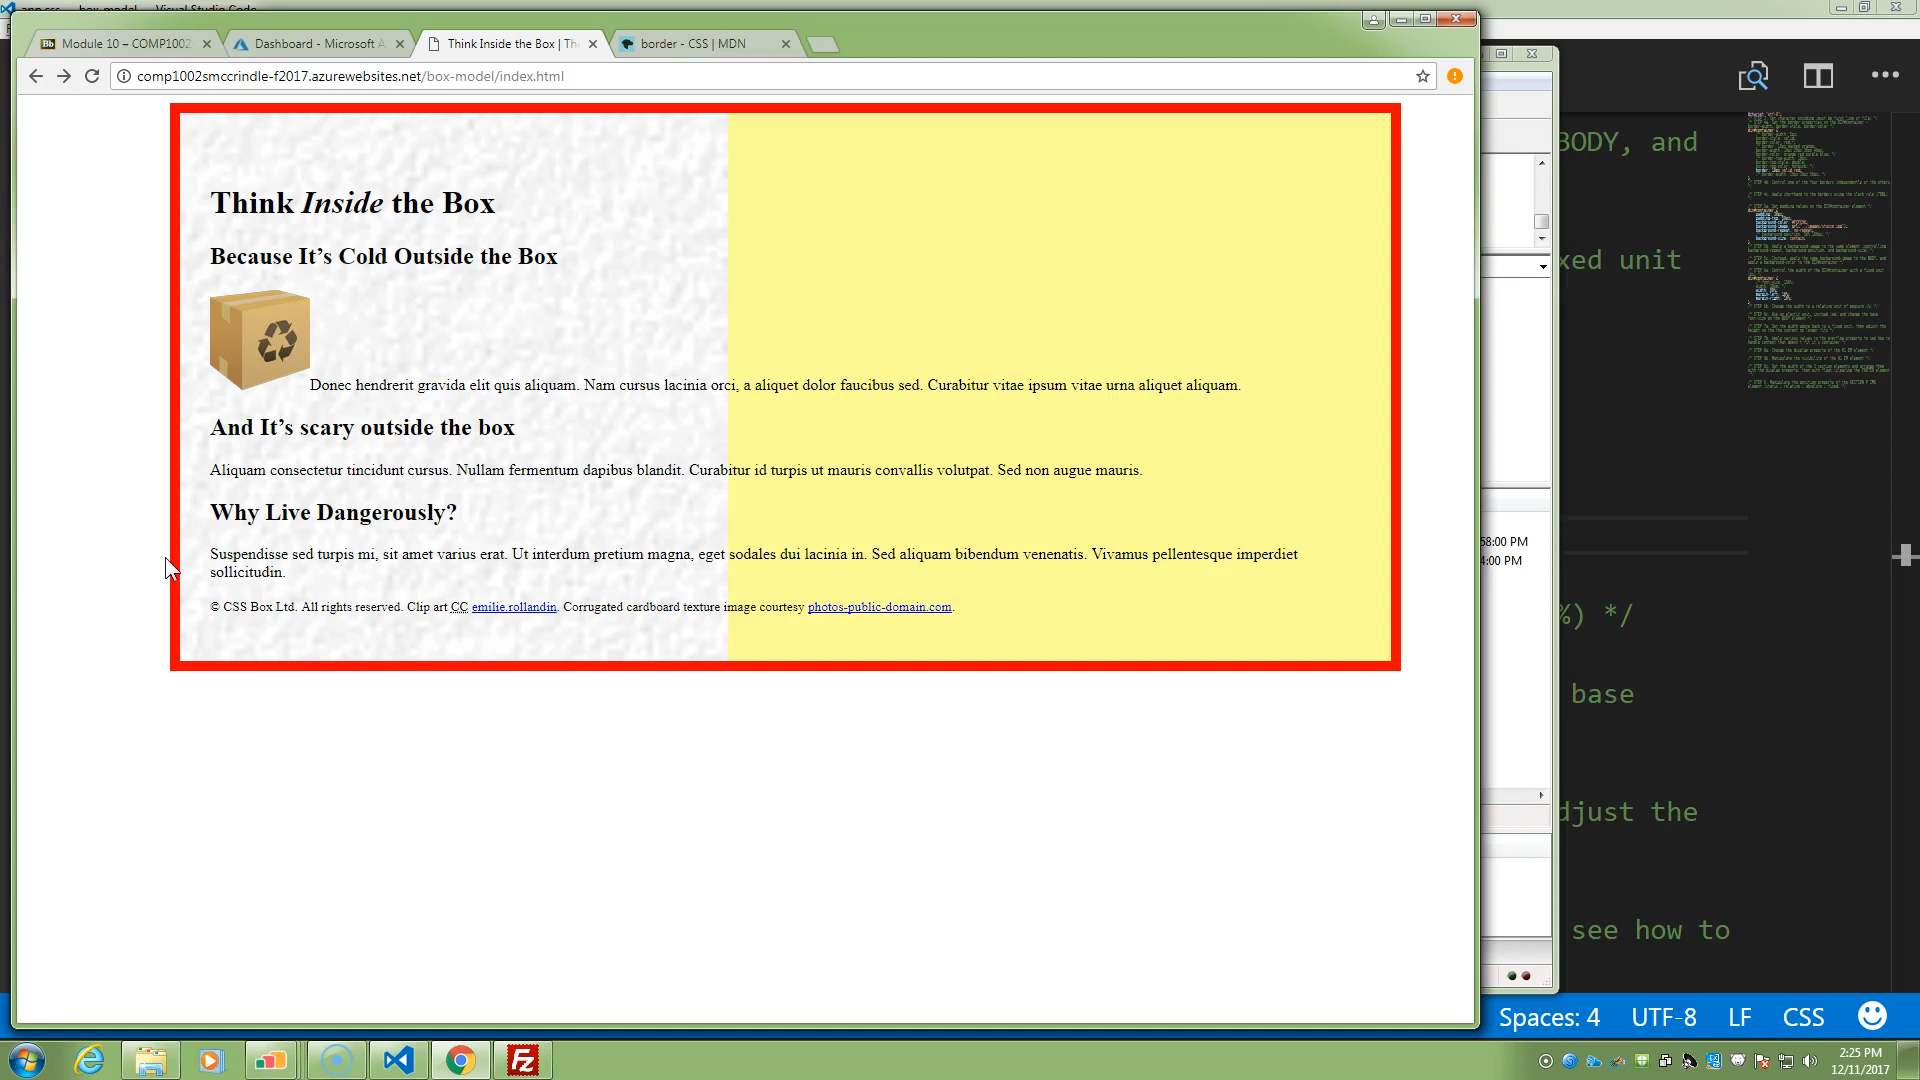 app.css - box-model - Visual Studio Code
Module 10 – COMP1002
Dashboard - Microsoft A
Think Inside the Box | Th
border - CSS | MDN
comp1002smccrindle-f2017.azurewebsites.net/box-model/index.html
Think Inside the Box
Because It’s Cold Outside the Box
Donec hendrerit gravida elit quis aliquam. Nam cursus lacinia orci, a aliquet dolor faucibus sed. Curabitur vitae ipsum vitae urna aliquet aliquam.
And It’s scary outside the box
Aliquam consectetur tincidunt cursus. Nullam fermentum dapibus blandit. Curabitur id turpis ut mauris convallis volutpat. Sed non augue mauris.
Why Live Dangerously?
Suspendisse sed turpis mi, sit amet varius erat. Ut interdum pretium magna, eget sodales dui lacinia in. Sed aliquam bibendum venenatis. Vivamus pellentesque imperdiet
sollicitudin.
© CSS Box Ltd. All rights reserved. Clip art CC emilie.rollandin. Corrugated cardboard texture image courtesy photos-public-domain.com.
BODY, and
xed unit
58:00 PM
4:00 PM
%) */
base
djust the
see how to
Spaces: 4 UTF-8 LF CSS
2:25 PM
12/11/2017